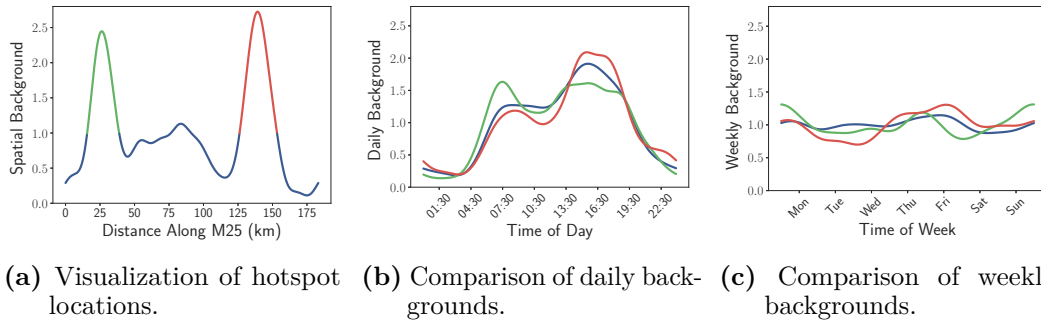 Spatial Background
2.5
2.0
1.5
1.0
0.5
0.0
0 25 50 75 100 125 150 175
Distance Along M25 (km)
Daily Background
2.5
2.0
1.5
1.0
0.5
0.0
01:30 04:30 07:30 10:30 13:30 16:30 19:30 22:30
Time of Day
Weekly Background
2.5
2.0
1.5
1.0
0.5
0.0
Mon Tue Wed Thu Fri Sat Sun
Time of Week
(a) Visualization of hotspot
locations.
(b) Comparison of daily back-
grounds.
(c) Comparison of weekl
backgrounds.